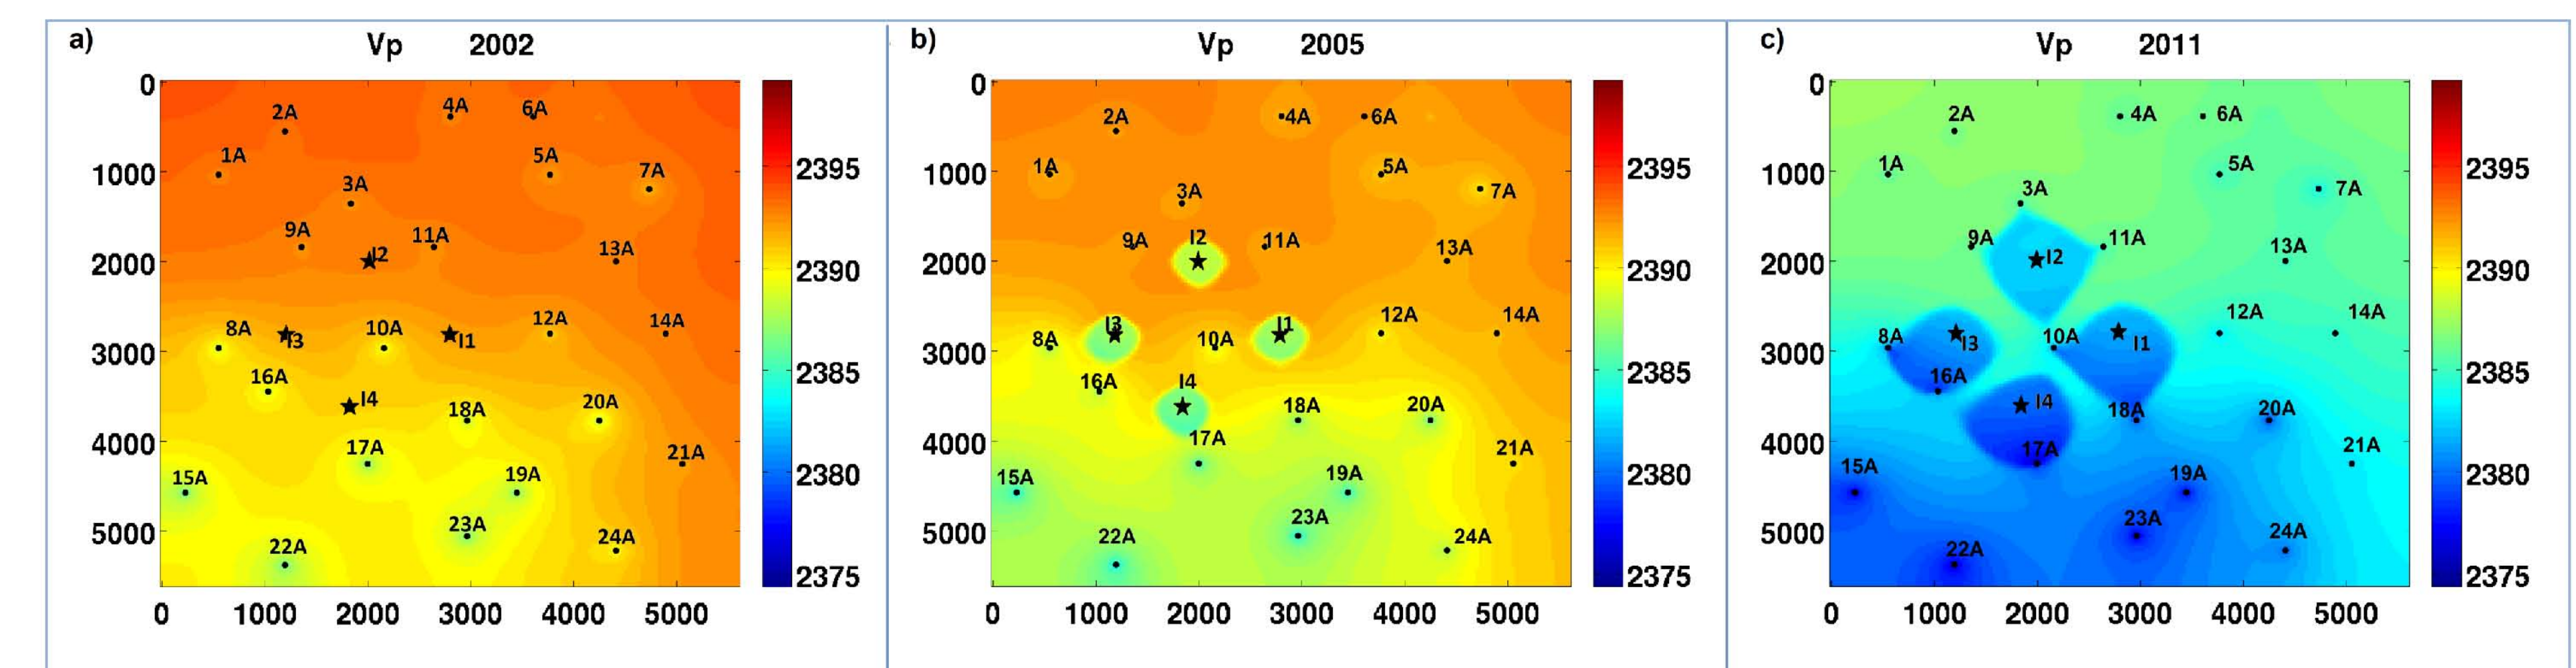 a) Vp 2002
0
1000
2000
3000
4000
5000
2A 4A 6A
1A 5A 7A
3A
9A 11A 13A
I2
8A I3 10A I1 12A 14A
16A I4 18A 20A
17A 21A
15A 19A
23A 24A
22A
2395
2390
2385
2380
2375
0 1000 2000 3000 4000 5000
b) Vp 2005
0
1000
2000
3000
4000
5000
2A 4A 6A
1A 5A 7A
3A
9A I2 11A 13A
I3 I1 12A 14A
8A 10A
16A I4 18A 20A
17A 21A
15A 19A
23A
22A 24A
2395
2390
2385
2380
2375
0 1000 2000 3000 4000 5000
c) Vp 2011
0
1000
2000
3000
4000
5000
2A 4A 6A
1A 5A 7A
3A
9A 11A 13A
I2
8A I3 10A I1 12A 14A
16A I4 18A 20A
17A 21A
15A 19A
23A 24A
22A
2395
2390
2385
2380
2375
0 1000 2000 3000 4000 5000